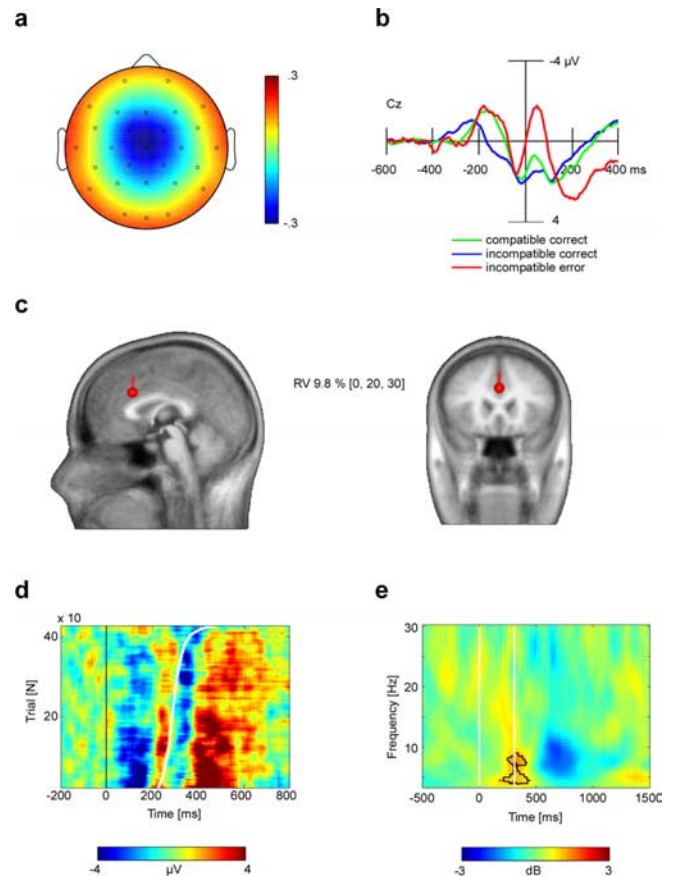 a
.3
-.3
b
-4 µV
Cz
-600 -400 -200 200 400 ms
4
compatible correct
incompatible correct
incompatible error
c
RV 9.8 % [0, 20, 30]
d
x 10
40
20
Trial [N]
-200 0 200 400 600 800
Time [ms]
-4 4
µV
e
30
20
10
Frequency [Hz]
-500 0 500 1000 1500
Time [ms]
-3 3
dB